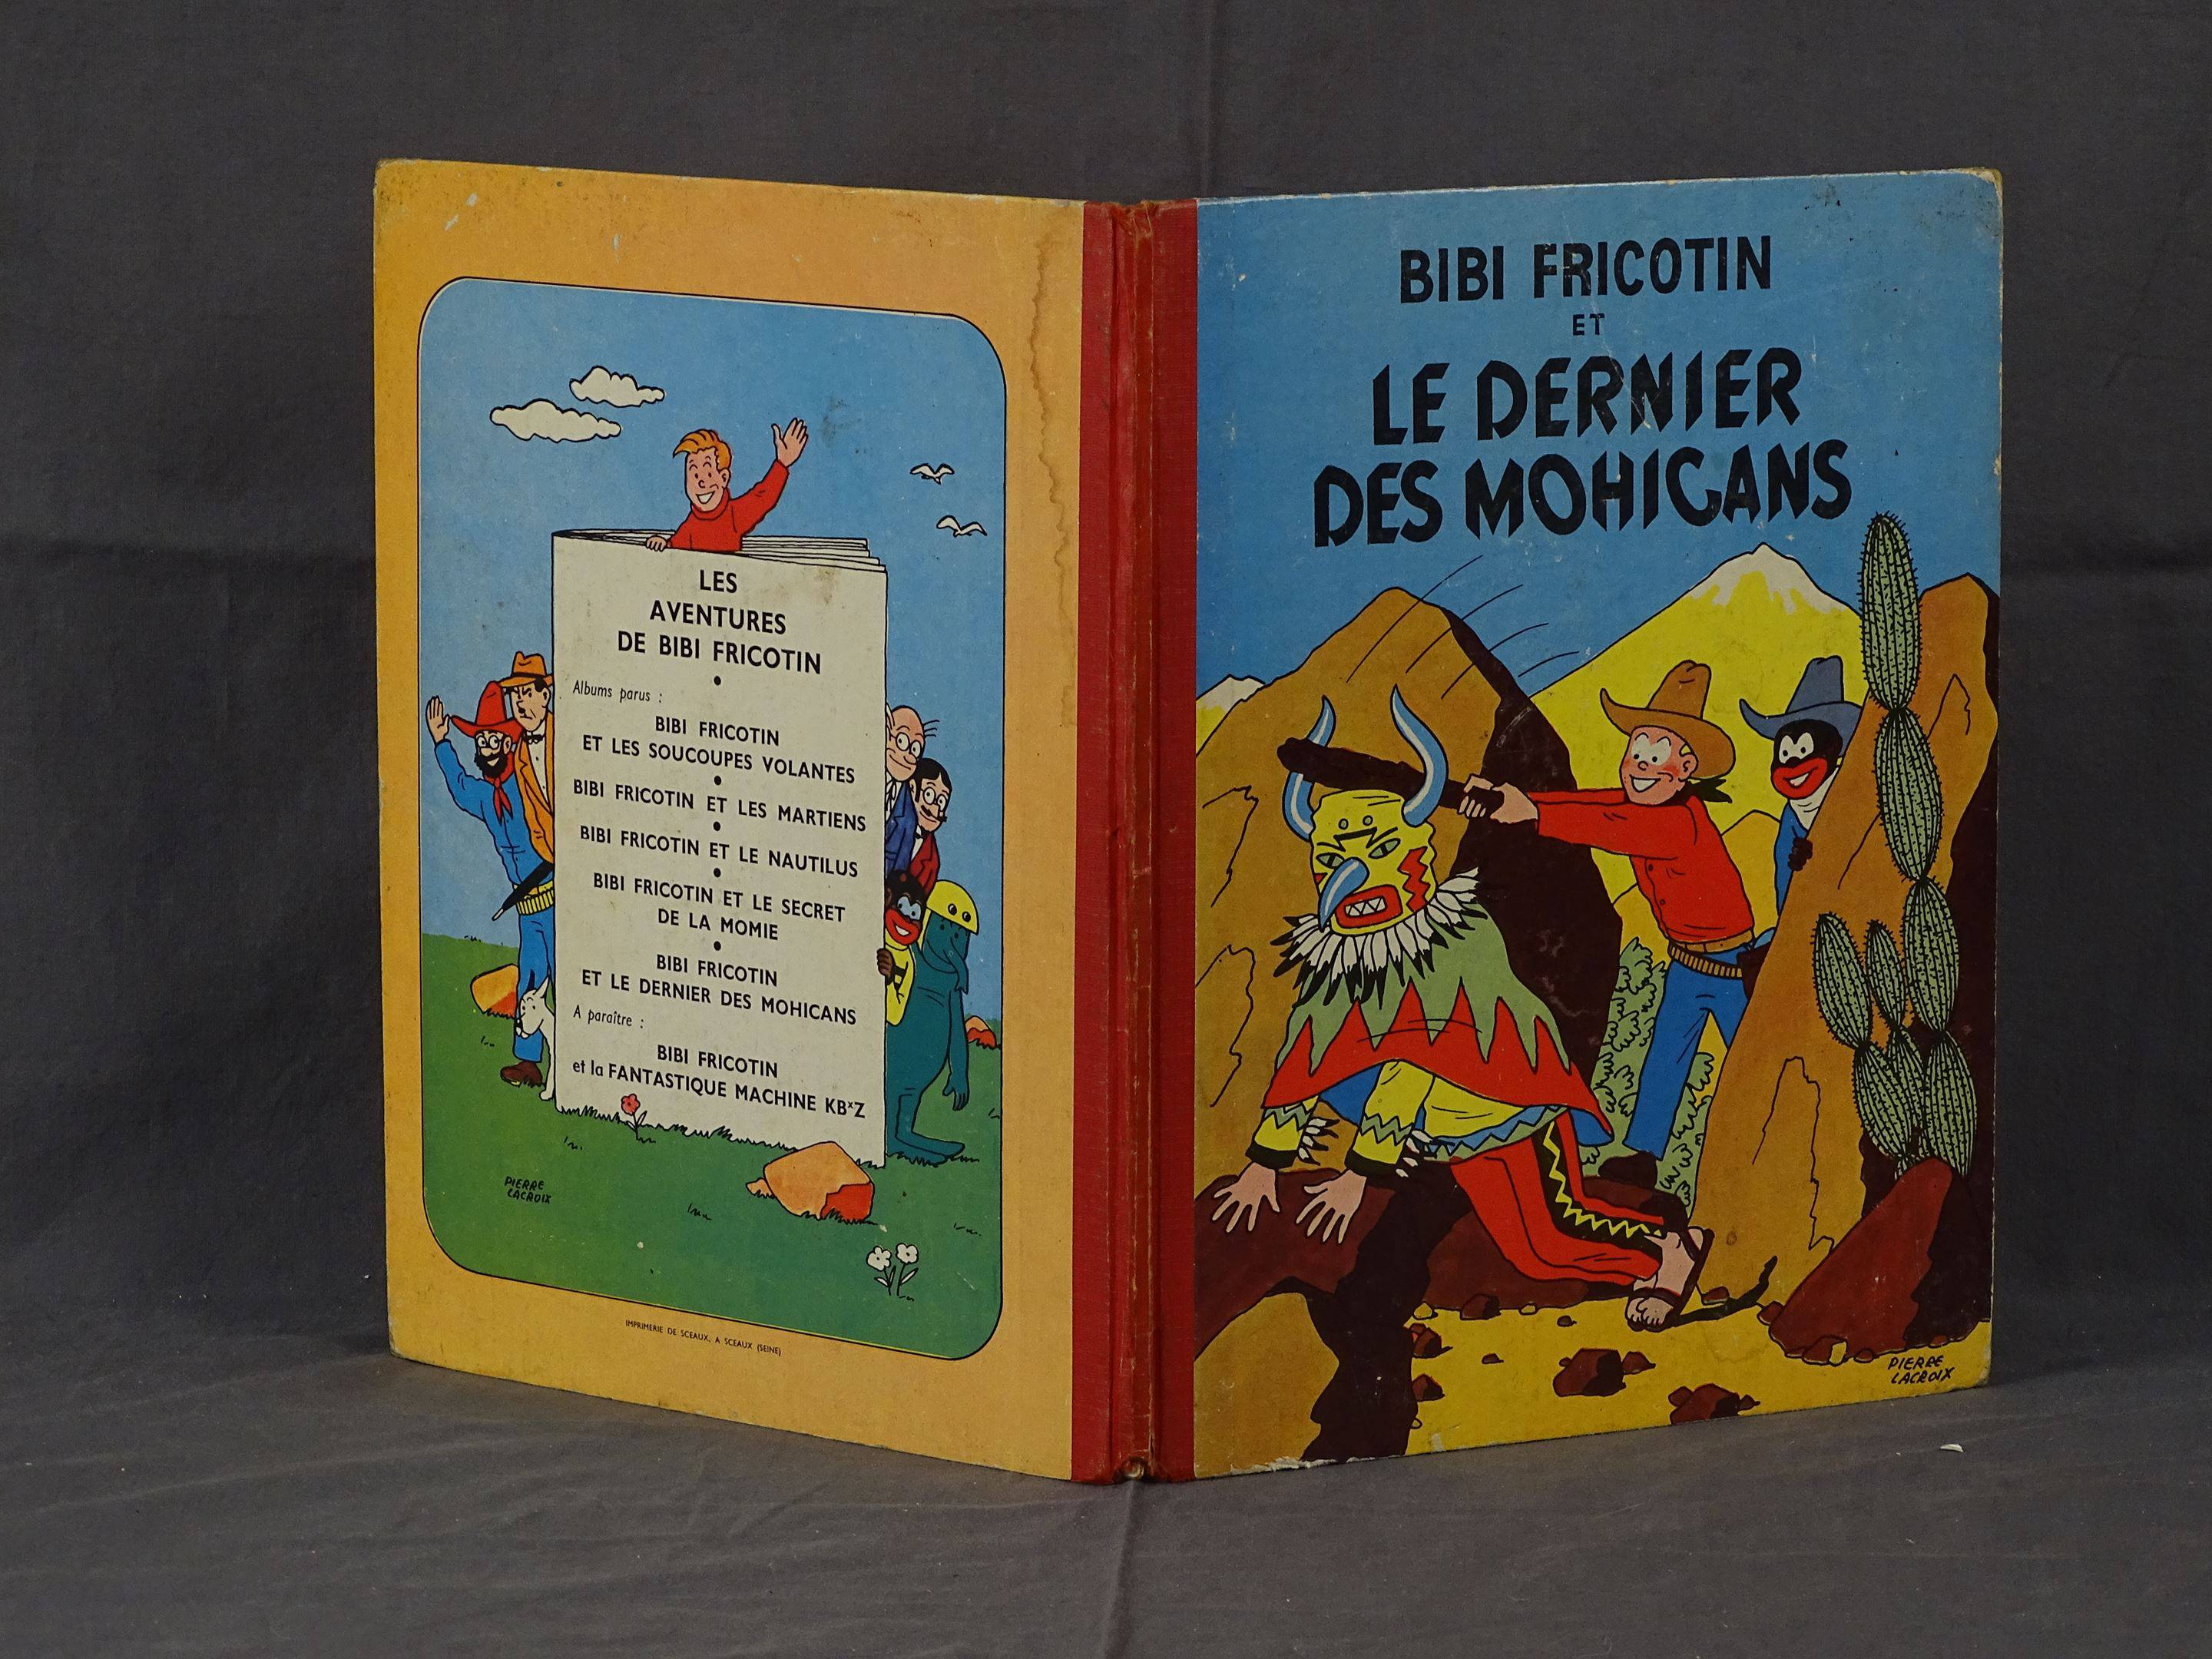 LES
AVENTURES
DE BIBI FRICOTIN
Albums parus :
BIBI FRICOTIN
ET LES SOUCOUPES VOLANTES
BIBI FRICOTIN ET LES MARTIENS
BIBI FRICOTIN ET LE NAUTILUS
BIBI FRICOTIN ET LE SECRET
DE LA MOMIE
BIBI FRICOTIN
ET LE DERNIER DES MOHICANS
A paraître :
BIBI FRICOTIN
et la FANTASTIQUE MACHINE KBxZ
PIERRE
LACROIX
IMPRIMERIE DE SCEAUX, A SCEAUX (SEINE)
BIBI FRICOTIN
ET
LE DERNIER
DES MOHICANS
PIERRE
LACROIX